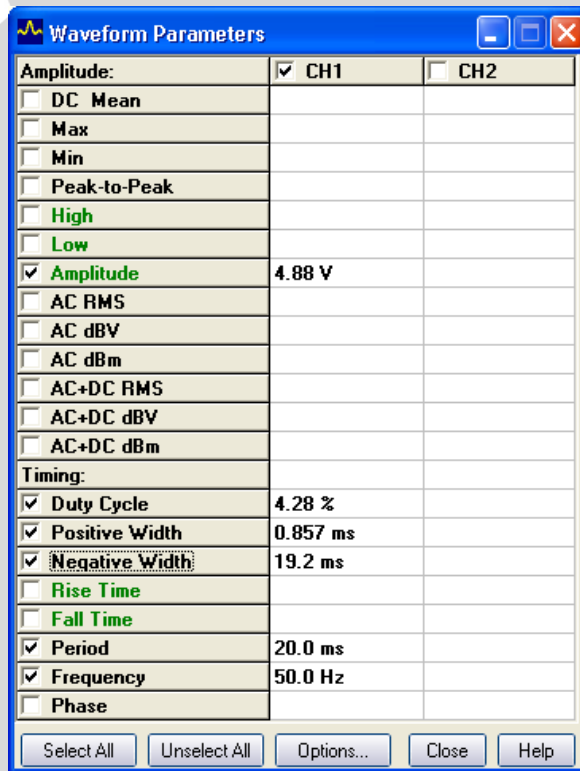 Waveform Parameters
Amplitude: CH1 CH2
DC Mean
Max
Min
Peak-to-Peak
High
Low
Amplitude 4.88 V
AC RMS
AC dBV
AC dBm
AC+DC RMS
AC+DC dBV
AC+DC dBm
Timing:
Duty Cycle 4.28 %
Positive Width 0.857 ms
Negative Width 19.2 ms
Rise Time
Fall Time
Period 20.0 ms
Frequency 50.0 Hz
Phase
Select All Unselect All Options... Close Help